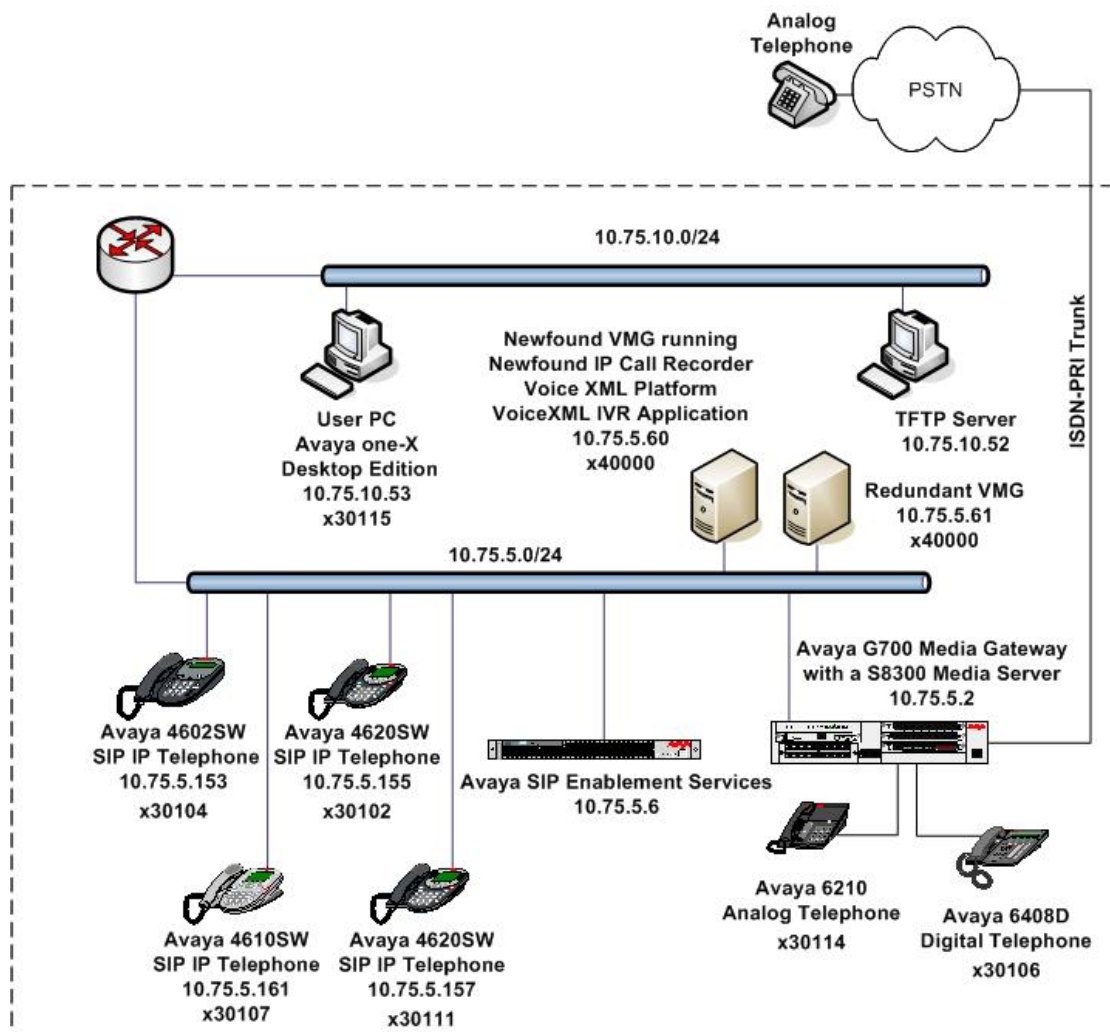 Analog
Telephone
PSTN
ISDN-PRI Trunk
10.75.10.0/24
User PC
Avaya one-X
Desktop Edition
10.75.10.53
x30115
Newfound VMG running
Newfound IP Call Recorder
Voice XML Platform
VoiceXML IVR Application
10.75.5.60
x40000
TFTP Server
10.75.10.52
Redundant VMG
10.75.5.61
x40000
10.75.5.0/24
Avaya 4602SW
SIP IP Telephone
10.75.5.153
x30104
Avaya 4620SW
SIP IP Telephone
10.75.5.155
x30102
Avaya SIP Enablement Services
10.75.5.6
Avaya G700 Media Gateway
with a S8300 Media Server
10.75.5.2
Avaya 4610SW
SIP IP Telephone
10.75.5.161
x30107
Avaya 4620SW
SIP IP Telephone
10.75.5.157
x30111
Avaya 6210
Analog Telephone
x30114
Avaya 6408D
Digital Telephone
x30106